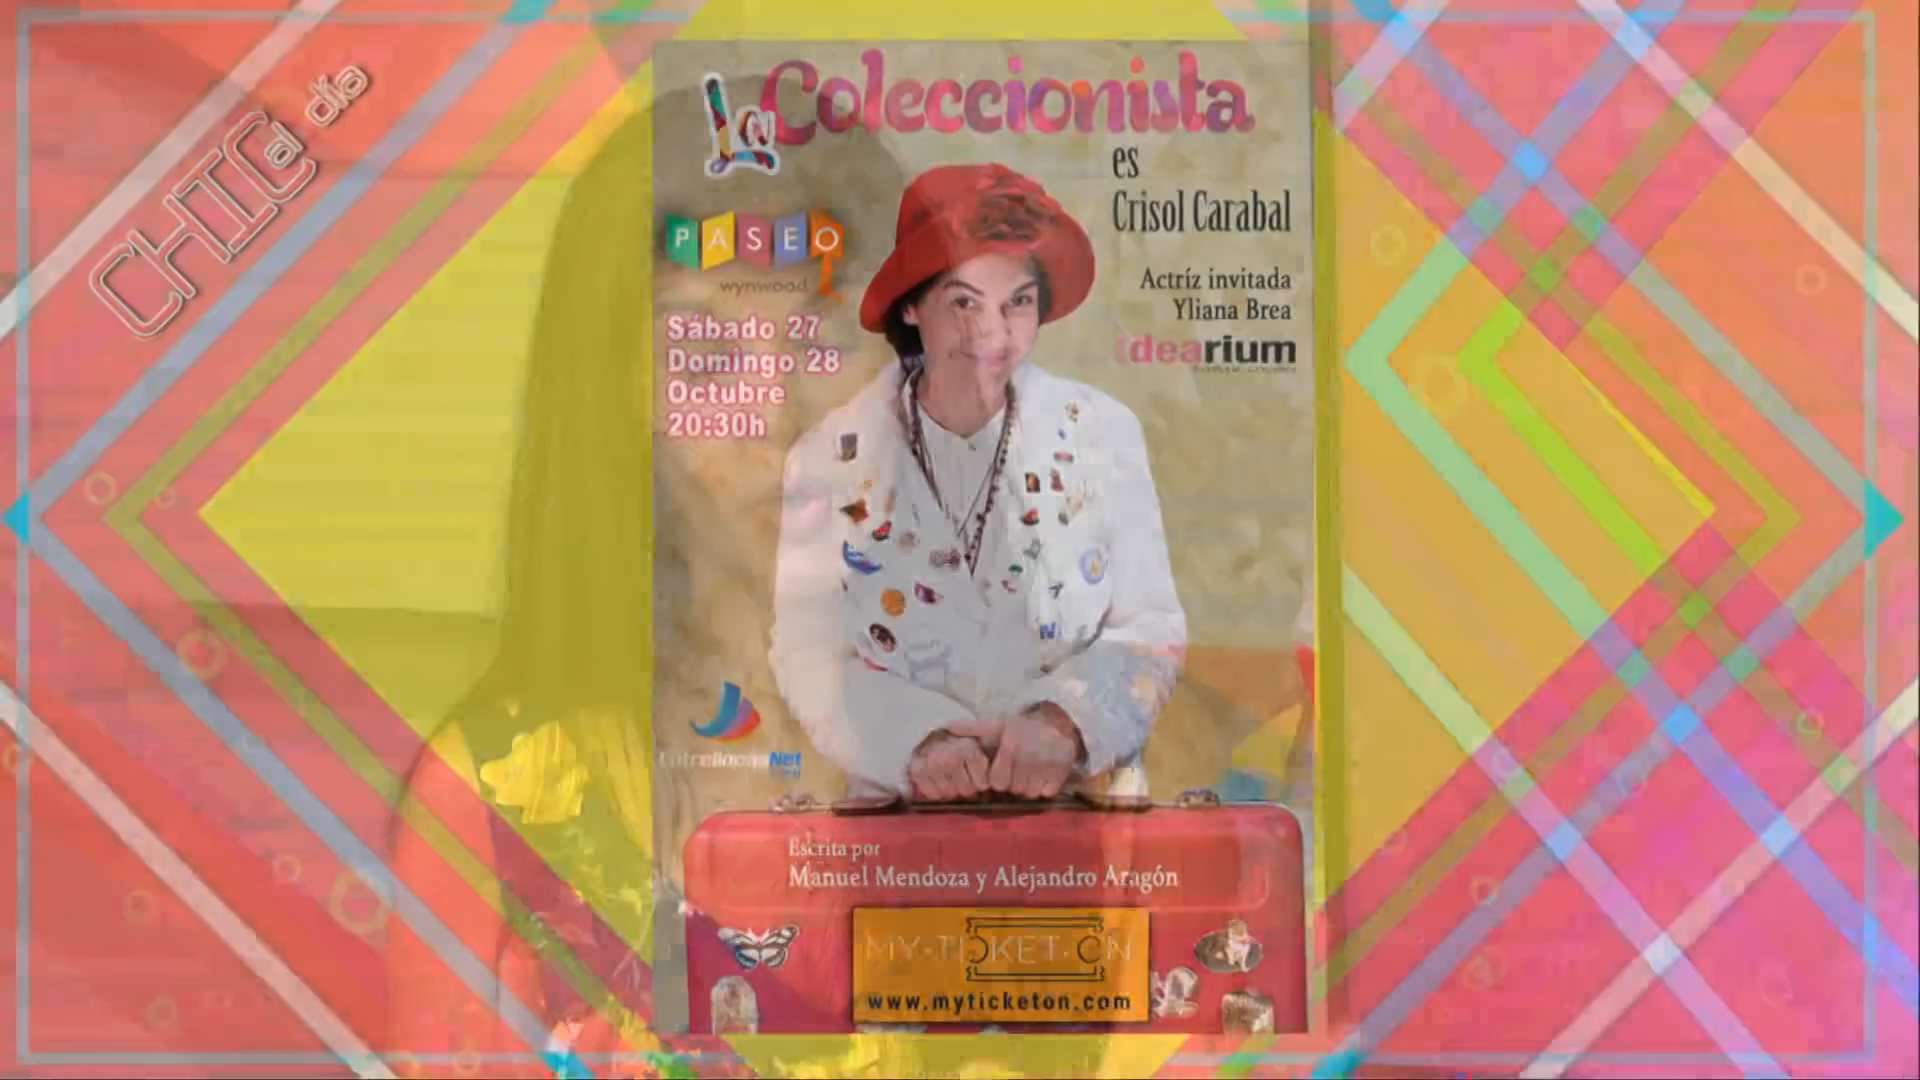 CHIC al día
La Coleccionista
es
Crisol Carabal
PASEO
wynwood
Actríz invitada
Yliana Brea
idearium
Sábado 27
Domingo 28
Octubre
20:30h
EntrelíneasNet
Escrita por
Manuel Mendoza y Alejandro Aragón
MY·TICKET·ON
www.myticketon.com